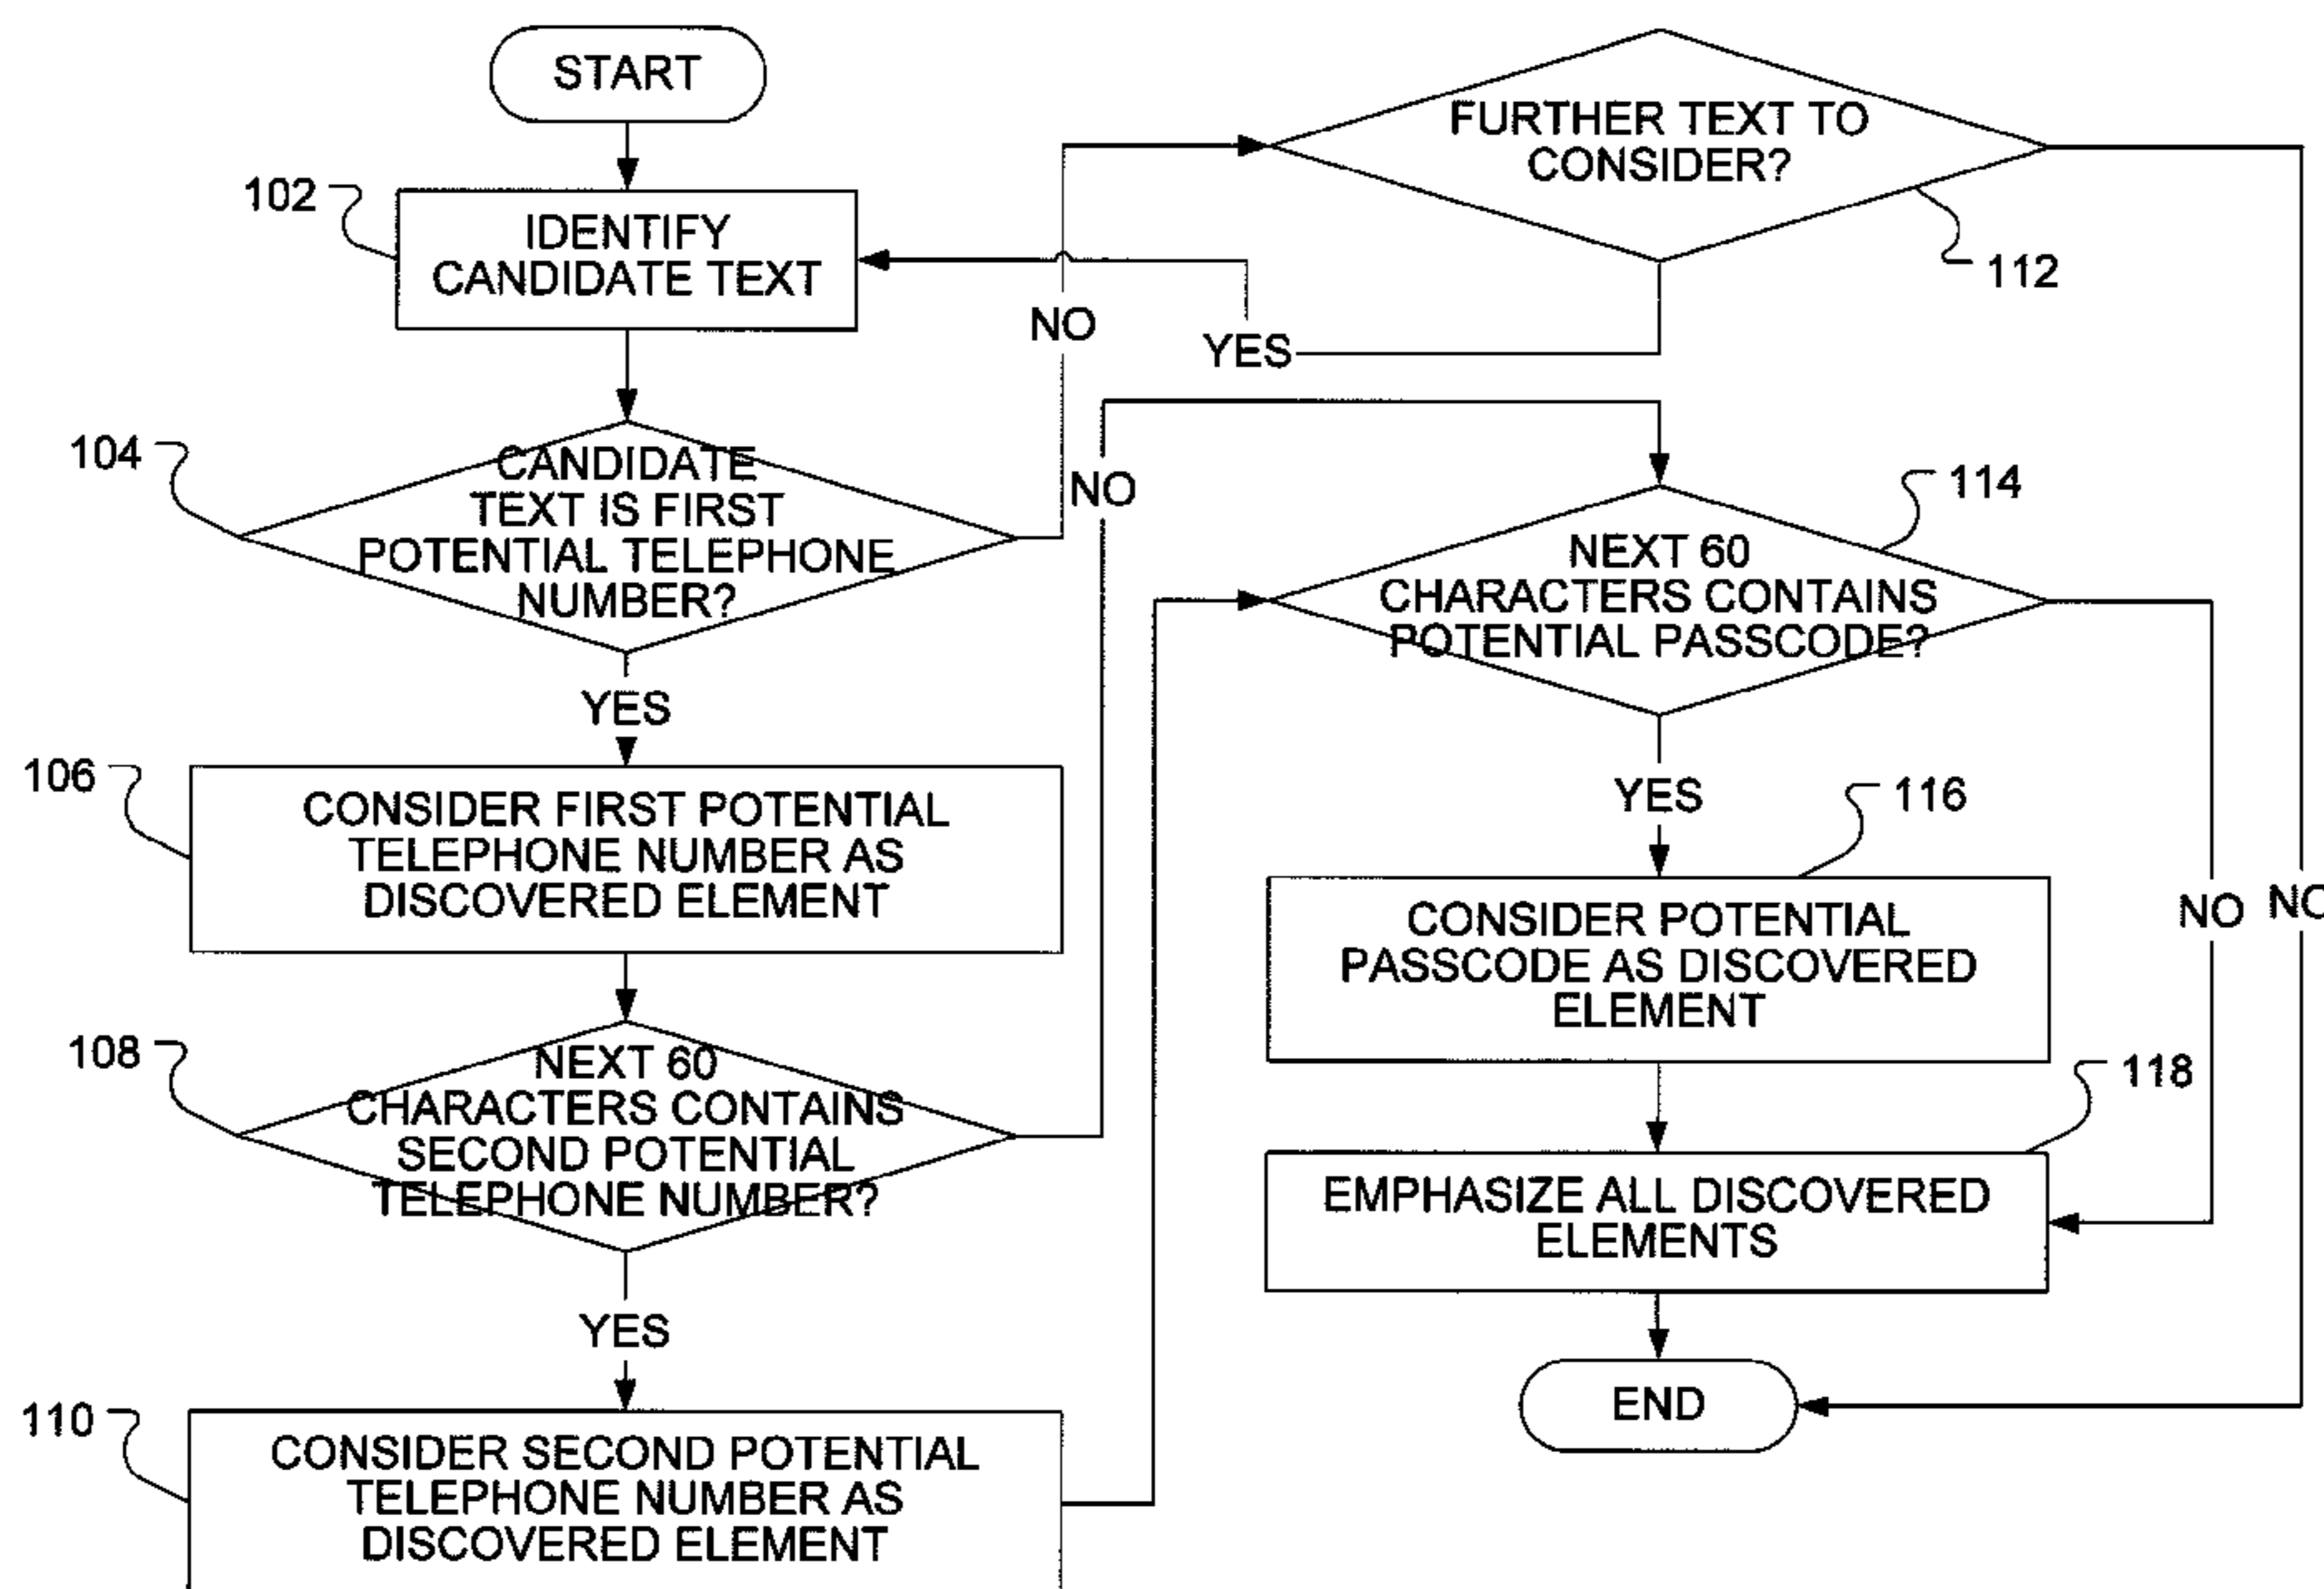 START
102
IDENTIFY
CANDIDATE TEXT
104
CANDIDATE
TEXT IS FIRST
POTENTIAL TELEPHONE
NUMBER?
NO
YES
106
CONSIDER FIRST POTENTIAL
TELEPHONE NUMBER AS
DISCOVERED ELEMENT
108
NEXT 60
CHARACTERS CONTAINS
SECOND POTENTIAL
TELEPHONE NUMBER?
NO
YES
110
CONSIDER SECOND POTENTIAL
TELEPHONE NUMBER AS
DISCOVERED ELEMENT
FURTHER TEXT TO
CONSIDER?
112
YES
114
NEXT 60
CHARACTERS CONTAINS
POTENTIAL PASSCODE?
YES
116
CONSIDER POTENTIAL
PASSCODE AS DISCOVERED
ELEMENT
NO NO
118
EMPHASIZE ALL DISCOVERED
ELEMENTS
END